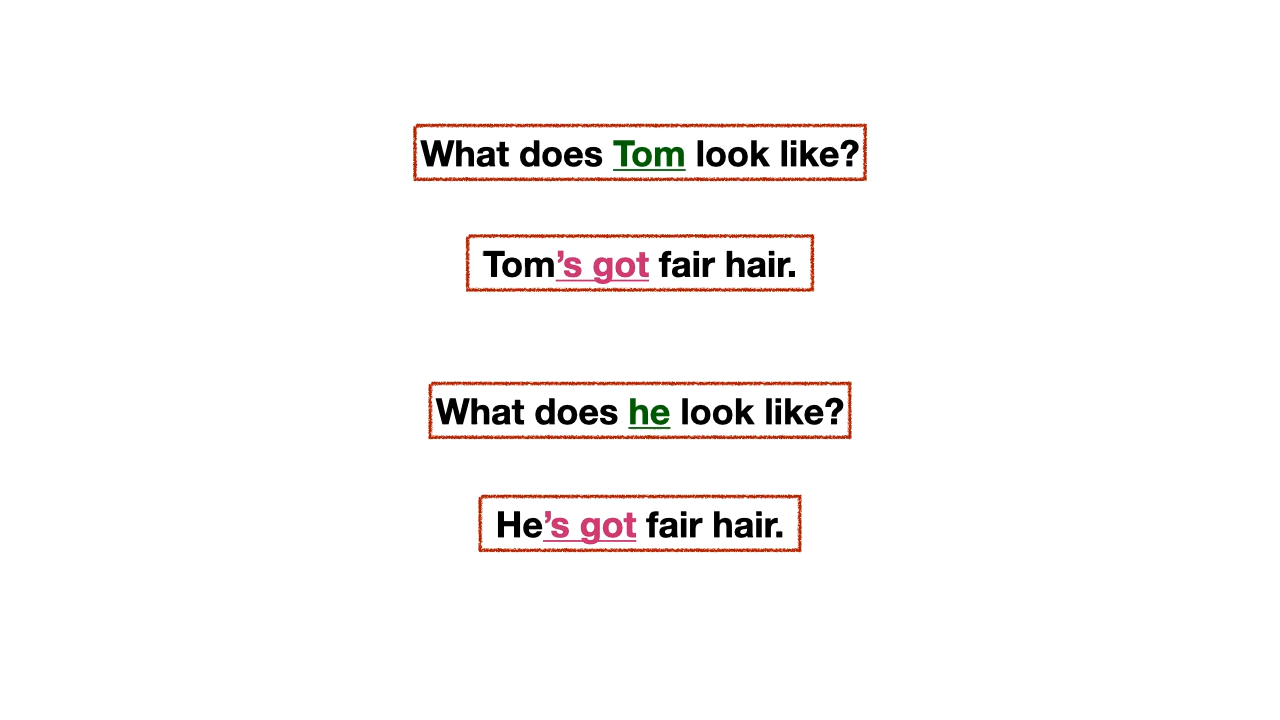 What does Tom look like?
Tom’s got fair hair.
What does he look like?
He’s got fair hair.